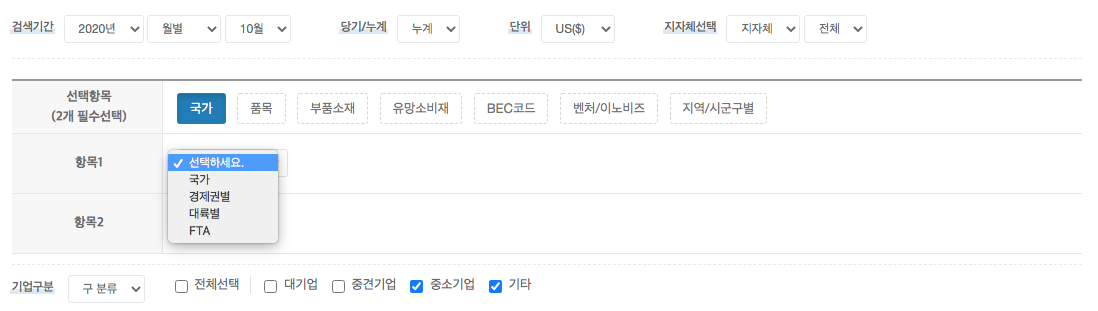 검색기간 2020년 월별 10월 당기/누계 누계 단위 US($) 지자체선택 지자체 전체
선택항목
(2개 필수선택)
국가 품목 부품소재 유망소비재 BEC코드 벤처/이노비즈 지역/시군구별
항목1
✓ 선택하세요.
국가
경제권별
대륙별
FTA
항목2
기업구분 구 분류 전체선택 대기업 중견기업 중소기업 기타